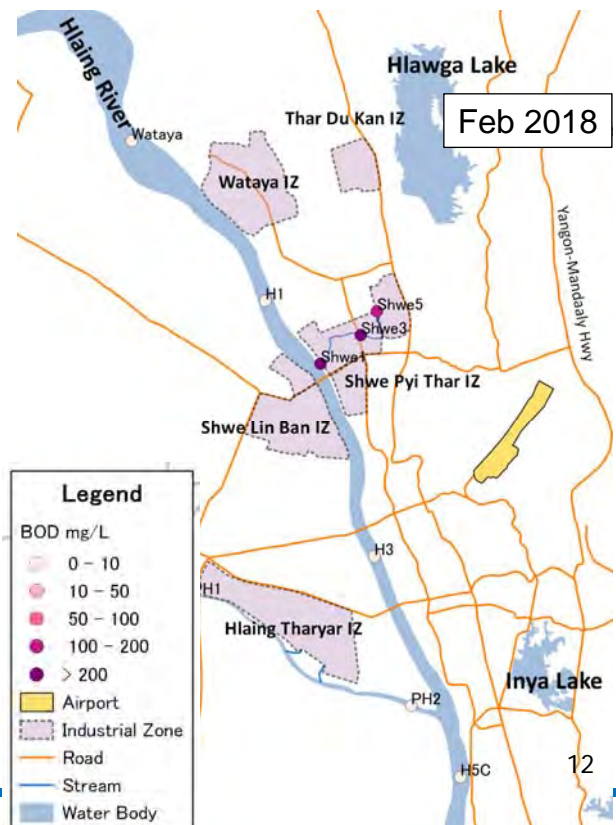 Hlaing River
Hlawga Lake
Feb 2018
Thar Du Kan IZ
Wataya
Wataya IZ
Yangon-Mandaaly Hwy
H1
Shwe5
Shwe3
Shwe1
Shwe Pyi Thar IZ
Shwe Lin Ban IZ
H3
PH1
Hlaing Tharyar IZ
Inya Lake
PH2
H5C
12
Legend
BOD mg/L
0 - 10
10 - 50
50 - 100
100 - 200
> 200
Airport
Industrial Zone
Road
Stream
Water Body